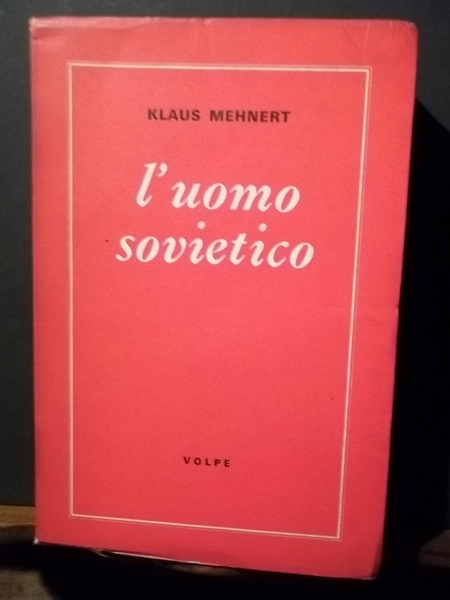 KLAUS MEHNERT
l'uomo
sovietico
VOLPE